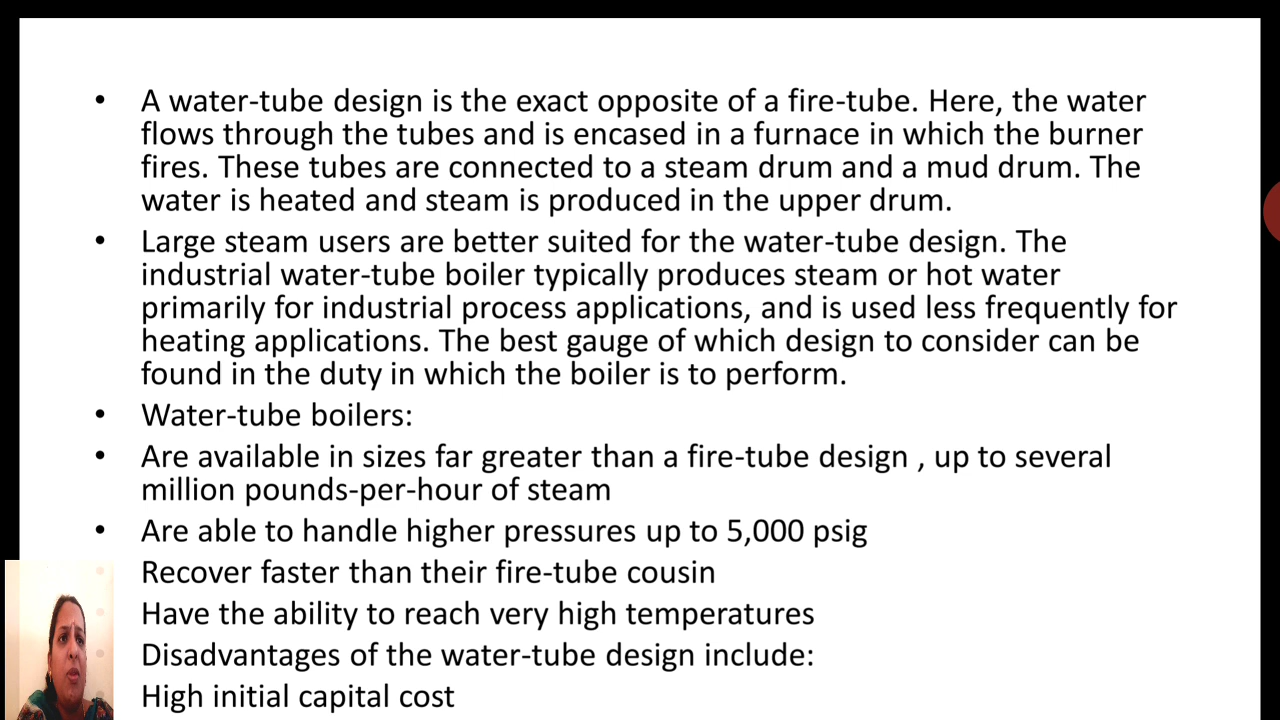 • A water-tube design is the exact opposite of a fire-tube. Here, the water
flows through the tubes and is encased in a furnace in which the burner
fires. These tubes are connected to a steam drum and a mud drum. The
water is heated and steam is produced in the upper drum.
• Large steam users are better suited for the water-tube design. The
industrial water-tube boiler typically produces steam or hot water
primarily for industrial process applications, and is used less frequently for
heating applications. The best gauge of which design to consider can be
found in the duty in which the boiler is to perform.
• Water-tube boilers:
• Are available in sizes far greater than a fire-tube design , up to several
million pounds-per-hour of steam
• Are able to handle higher pressures up to 5,000 psig
Recover faster than their fire-tube cousin
Have the ability to reach very high temperatures
Disadvantages of the water-tube design include:
High initial capital cost